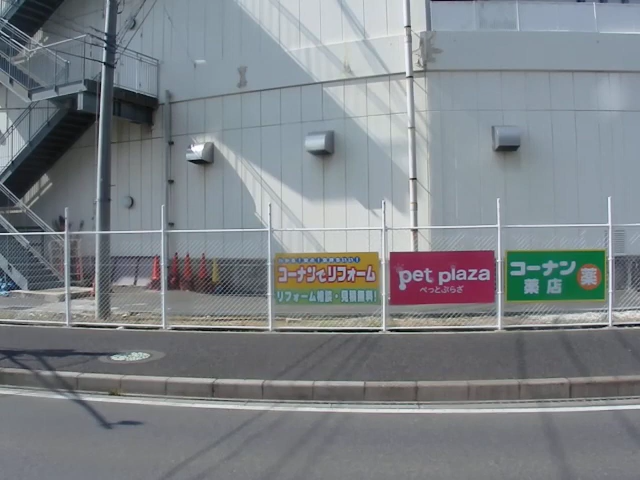 コーナンでリフォーム
リフォーム相談・見積無料!
pet plaza
ぺっとぷらざ
コーナン
薬店
薬